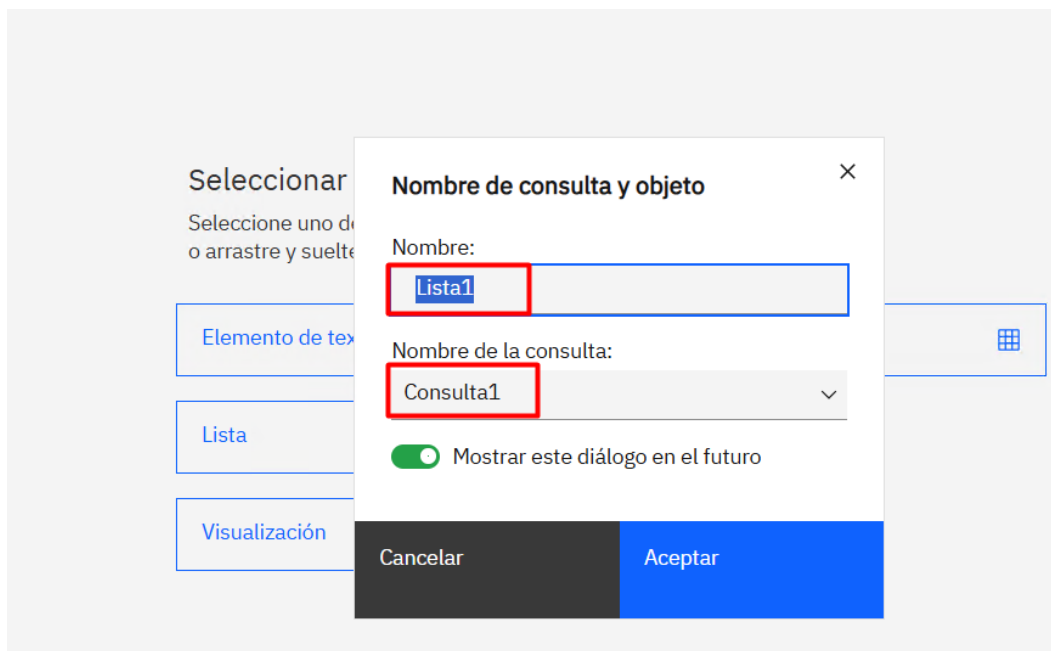 Seleccionar
Seleccione uno de
o arrastre y suelte
Elemento de tex
Lista
Visualización
Nombre de consulta y objeto
Nombre:
Lista1
Nombre de la consulta:
Consulta1
Mostrar este diálogo en el futuro
Cancelar
Aceptar